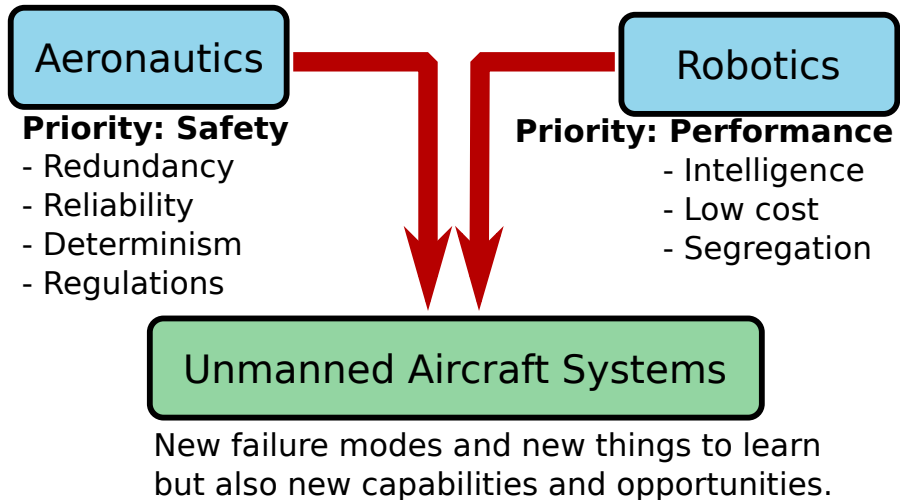 Aeronautics
Priority: Safety
- Redundancy
- Reliability
- Determinism
- Regulations
Robotics
Priority: Performance
- Intelligence
- Low cost
- Segregation
Unmanned Aircraft Systems
New failure modes and new things to learn
but also new capabilities and opportunities.